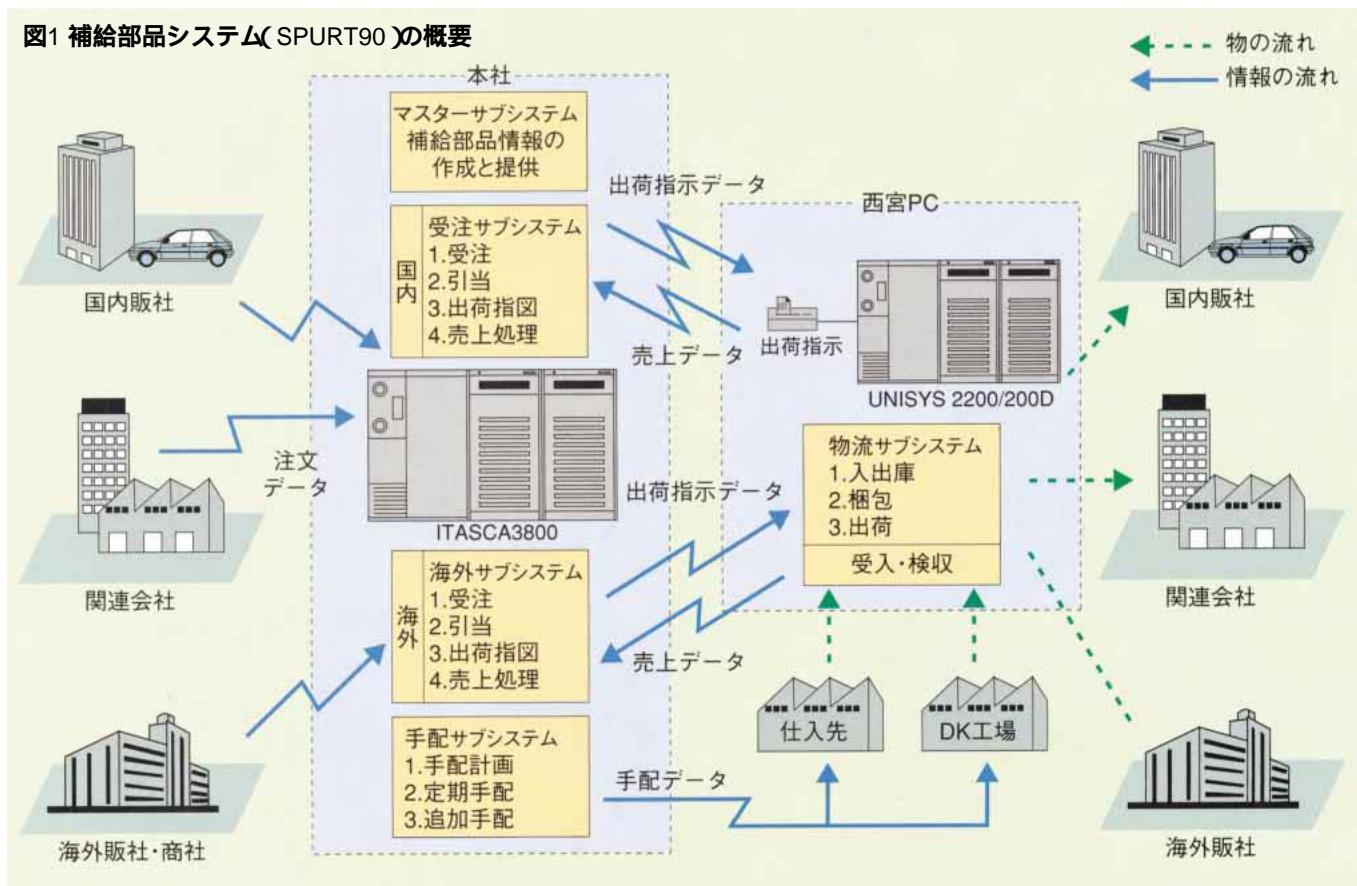 図1 補給部品システム(SPURT90)の概要
物の流れ
情報の流れ
本社
マスターサブシステム
補給部品情報の
作成と提供
国内
受注サブシステム
1.受注
2.引当
3.出荷指図
4.売上処理
ITASCA3800
海外
海外サブシステム
1.受注
2.引当
3.出荷指図
4.売上処理
手配サブシステム
1.手配計画
2.定期手配
3.追加手配
国内販社
関連会社
海外販社・商社
注文
データ
出荷指示データ
売上データ
出荷指示データ
売上データ
手配データ
西宮PC
出荷指示
UNISYS 2200/200D
物流サブシステム
1.入出庫
2.梱包
3.出荷
受入・検収
仕入先
DK工場
国内販社
関連会社
海外販社